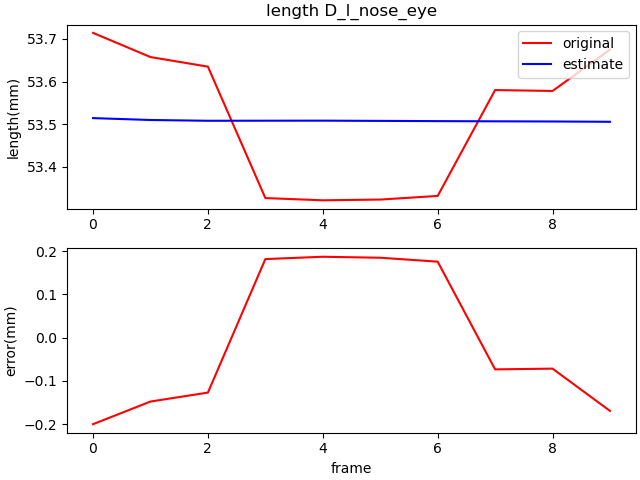 length D_l_nose_eye
original
estimate
length(mm)
53.7
53.6
53.5
53.4
0 2 4 6 8
error(mm)
0.2
0.1
0.0
−0.1
−0.2
0 2 4 6 8
frame